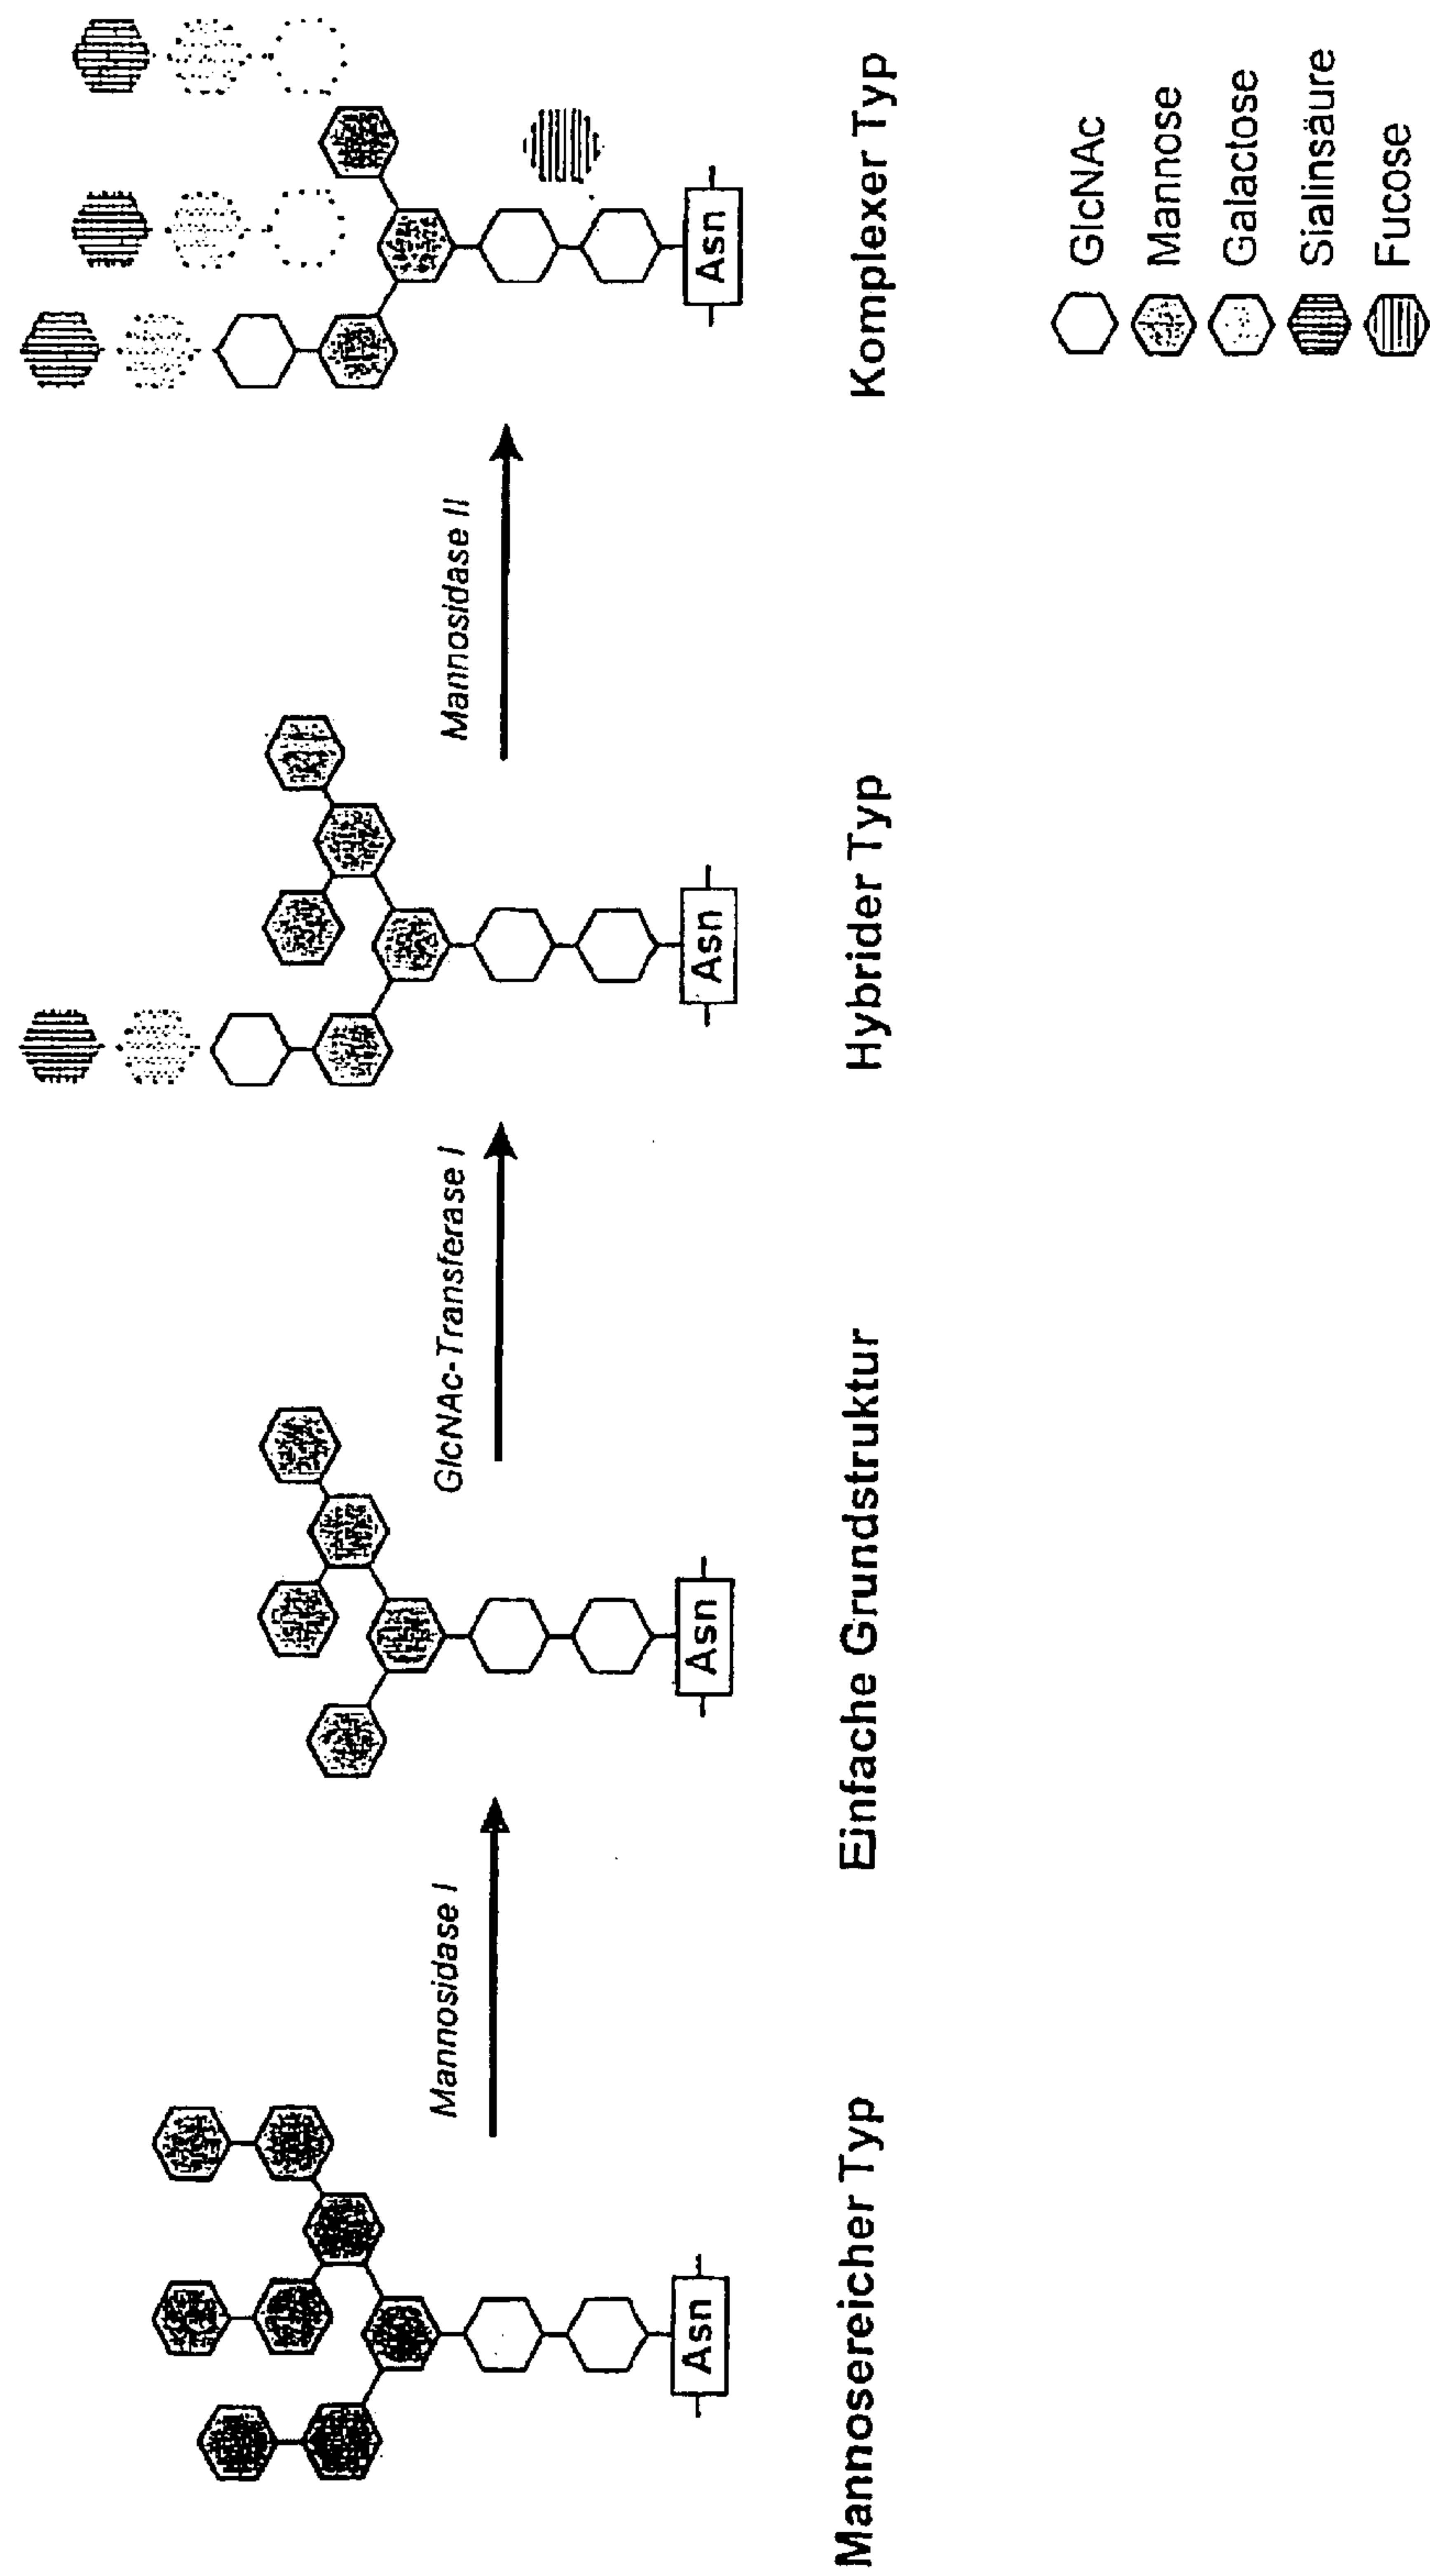 Mannosidase I
GlcNAc-Transferase I
Mannosidase II
Asn
Asn
Asn
Asn
Mannosereicher Typ
Einfache Grundstruktur
Hybrider Typ
Komplexer Typ
GlcNAc
Mannose
Galactose
Sialinsäure
Fucose